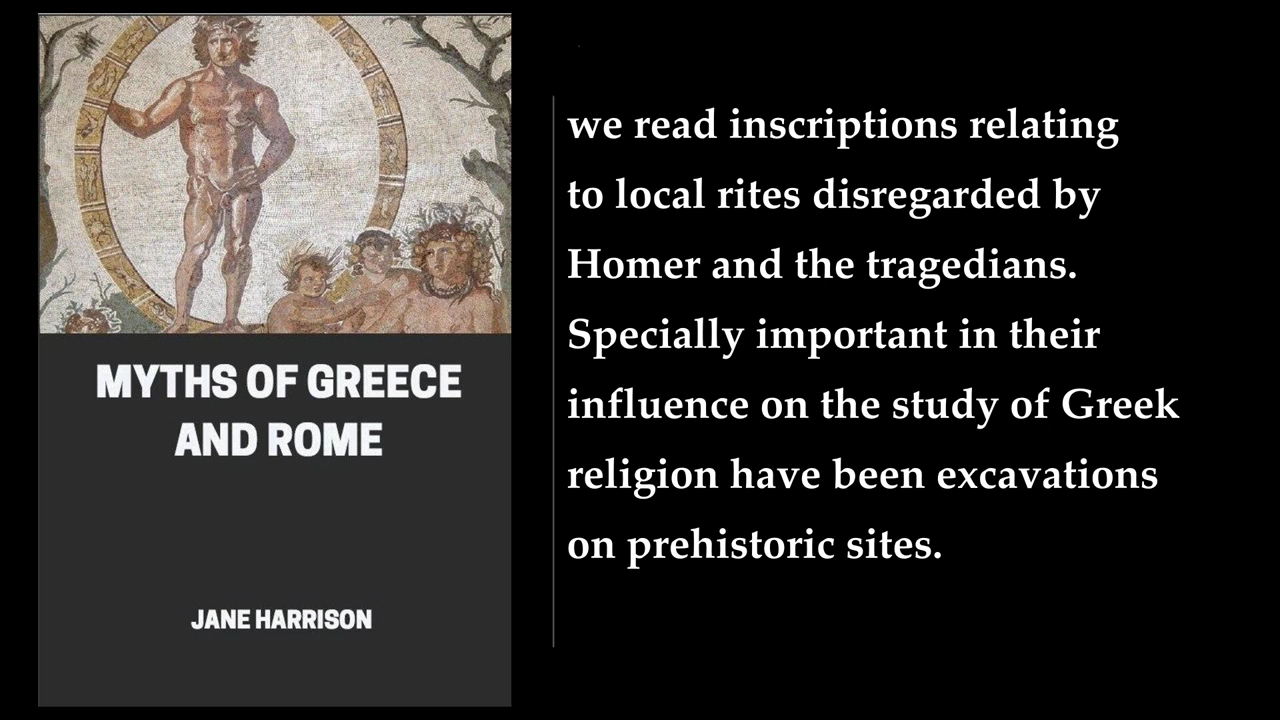 MYTHS OF GREECE
AND ROME
JANE HARRISON
we read inscriptions relating
to local rites disregarded by
Homer and the tragedians.
Specially important in their
influence on the study of Greek
religion have been excavations
on prehistoric sites.